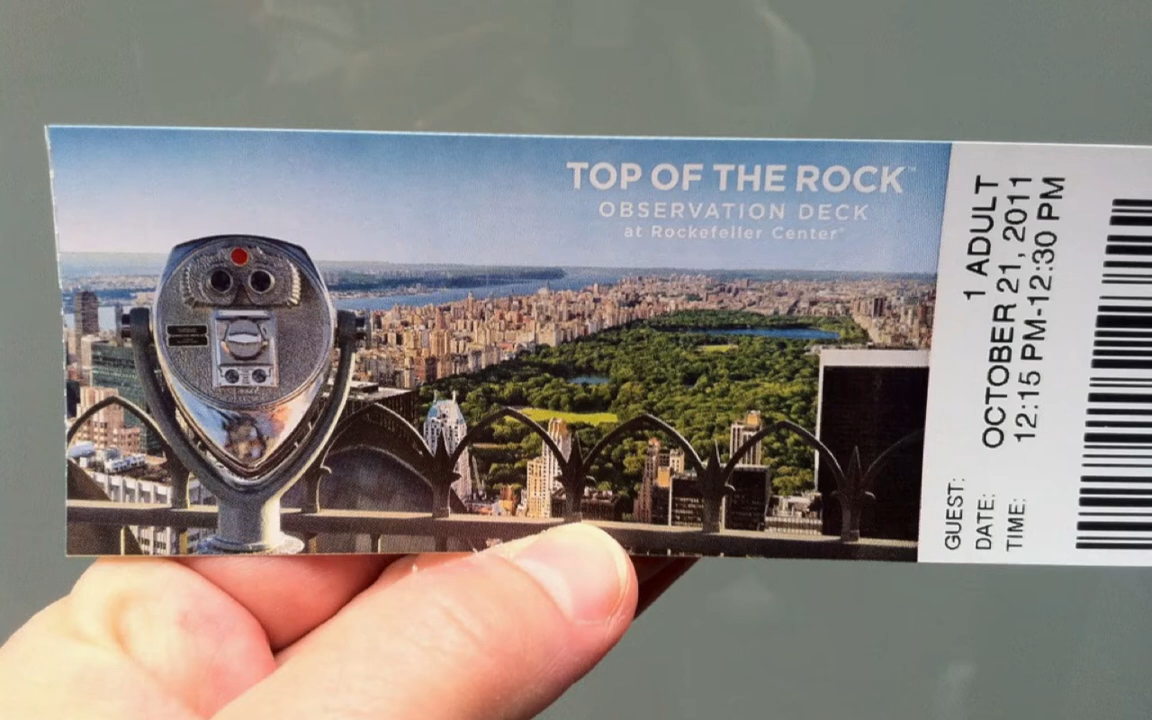 TOP OF THE ROCK™
OBSERVATION DECK
at Rockefeller Center™
GUEST: 1 ADULT
DATE: OCTOBER 21, 2011
TIME: 12:15 PM-12:30 PM